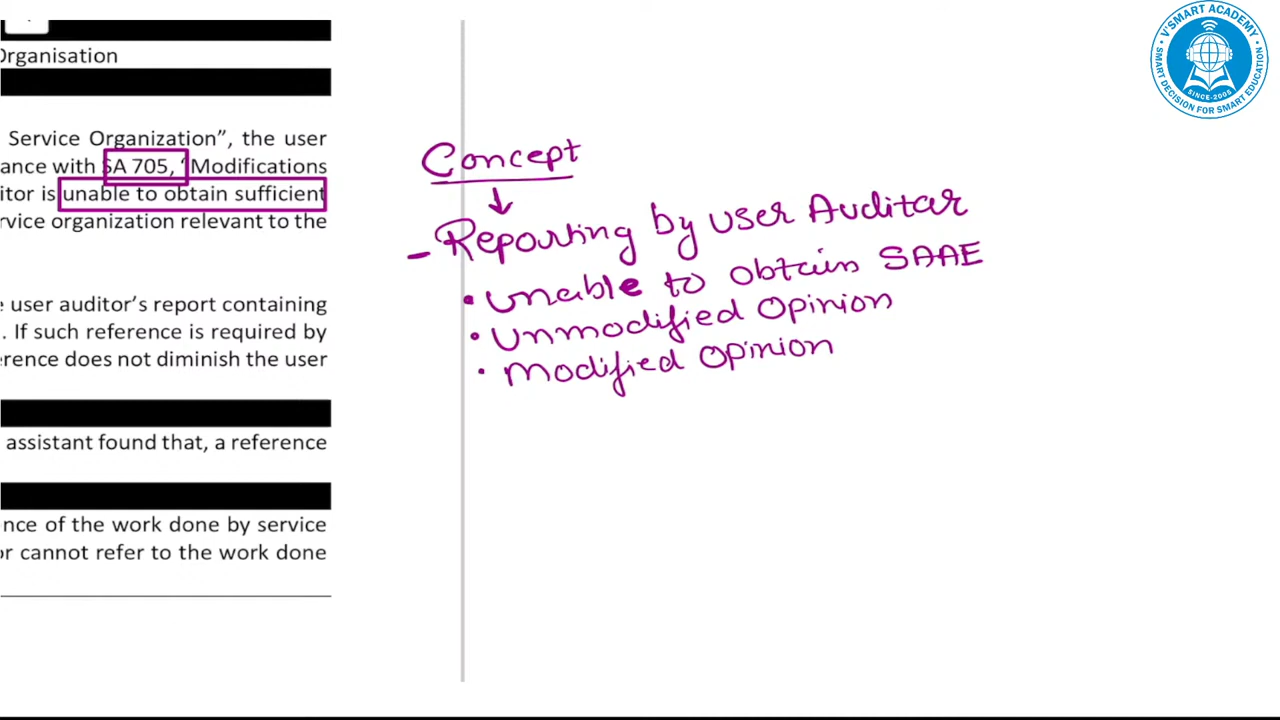 Organisation
Service Organization”, the user
ance with SA 705, “Modifications
itor is unable to obtain sufficient
rvice organization relevant to the
e user auditor’s report containing
. If such reference is required by
erence does not diminish the user
assistant found that, a reference
ence of the work done by service
or cannot refer to the work done
Concept
- Reporting by user Auditar
• unable to obtain SAAE
• Unmodified Opinion
• Modified Opinion
V'SMART ACADEMY
SINCE-2005
SMART DECISION FOR SMART EDUCATION